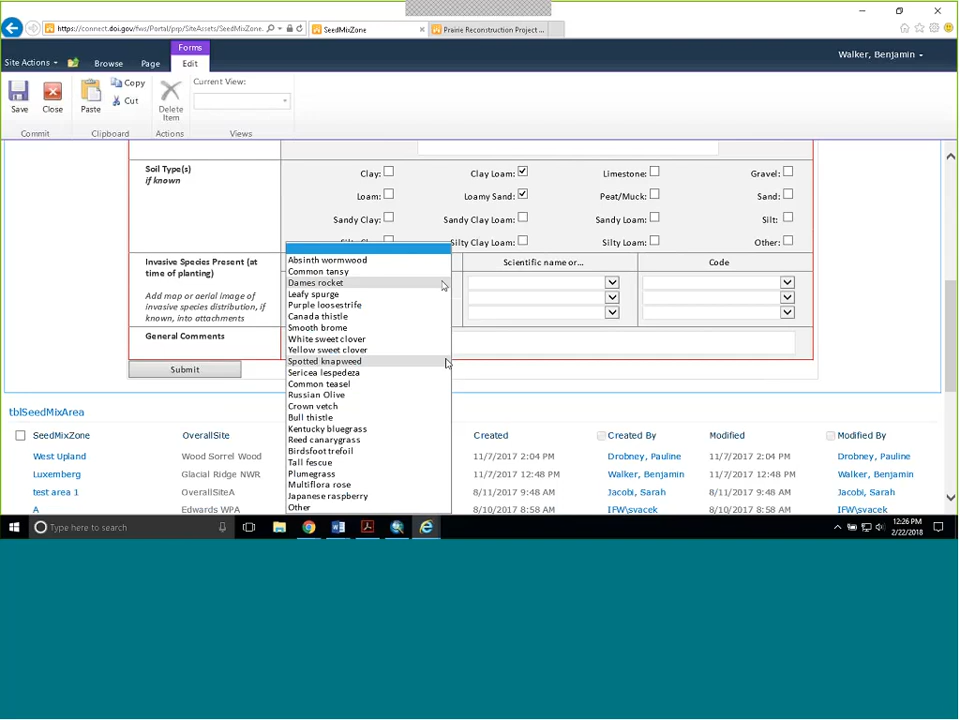 https://connect.doi.gov/fws/Portal/prp/SiteAssets/SeedMixZone.
SeedMixZone
Prairie Reconstruction Project ...
Forms
Site Actions
Browse
Page
Edit
Walker, Benjamin
Save
Close
Paste
Copy
Cut
Delete Item
Current View:
Commit
Clipboard
Actions
Views
Soil Type(s)
if known
Clay:
Clay Loam:
Limestone:
Gravel:
Loam:
Loamy Sand:
Peat/Muck:
Sand:
Sandy Clay:
Sandy Clay Loam:
Sandy Loam:
Silt:
Silty Clay Loam:
Silty Loam:
Other:
Invasive Species Present (at
time of planting)
Add map or aerial image of
invasive species distribution, if
known, into attachments
Scientific name or...
Code
Absinth wormwood
Common tansy
Dames rocket
Leafy spurge
Purple loosestrife
Canada thistle
Smooth brome
White sweet clover
Yellow sweet clover
Spotted knapweed
Sericea lespedeza
Common teasel
Russian Olive
Crown vetch
Bull thistle
Kentucky bluegrass
Reed canarygrass
Birdsfoot trefoil
Tall fescue
Plumegrass
Multiflora rose
Japanese raspberry
Other
General Comments
Submit
tblSeedMixArea
SeedMixZone
OverallSite
Created
Created By
Modified
Modified By
West Upland
Wood Sorrel Wood
11/7/2017 2:04 PM
Drobney, Pauline
11/7/2017 2:04 PM
Drobney, Pauline
Luxemberg
Glacial Ridge NWR
11/7/2017 12:48 PM
Walker, Benjamin
11/7/2017 12:48 PM
Walker, Benjamin
test area 1
OverallSiteA
8/11/2017 9:48 AM
Jacobi, Sarah
8/11/2017 9:48 AM
Jacobi, Sarah
A
Edwards WPA
8/10/2017 8:58 AM
IFW\svacek
8/10/2017 8:58 AM
IFW\svacek
Type here to search
12:26 PM
2/22/2018